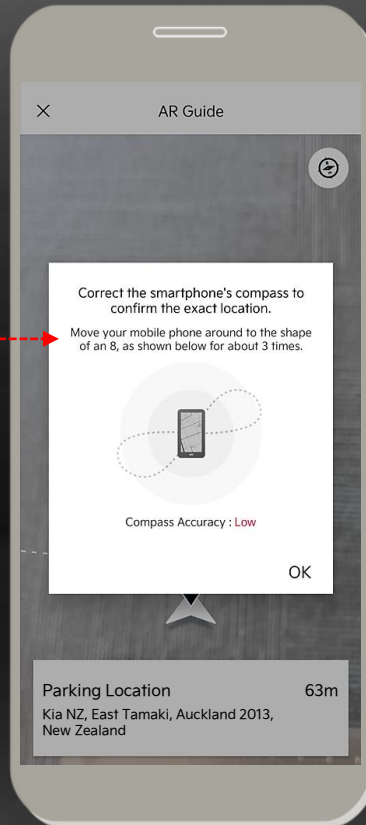 AR Guide
Correct the smartphone's compass to
confirm the exact location.
Move your mobile phone around to the shape
of an 8, as shown below for about 3 times.
Compass Accuracy : Low
OK
Parking Location 63m
Kia NZ, East Tamaki, Auckland 2013,
New Zealand